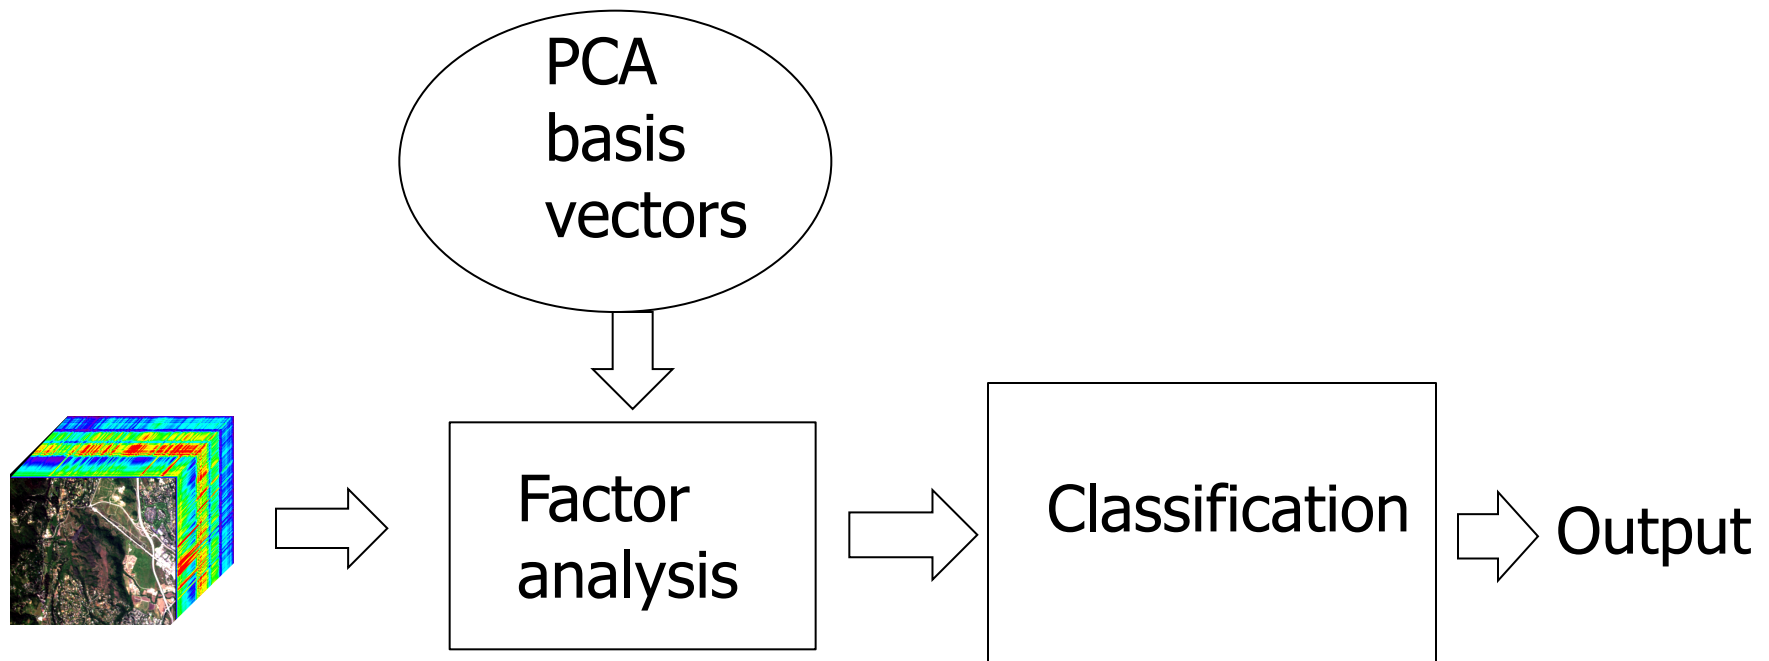 PCA
basis
vectors
Factor
analysis
Classification
Output